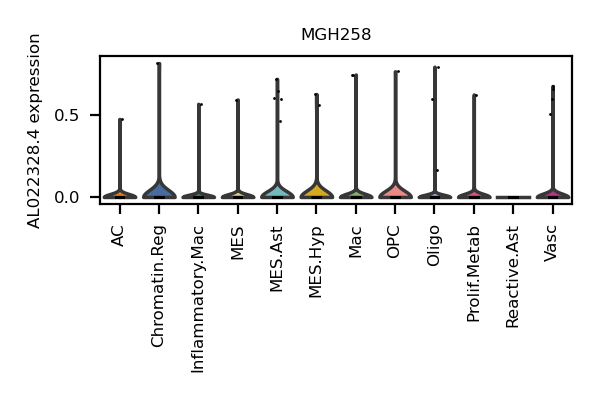 MGH258
AL022328.4 expression
0.5
0.0
AC
Chromatin.Reg
Inflammatory.Mac
MES
MES.Ast
MES.Hyp
Mac
OPC
Oligo
Prolif.Metab
Reactive.Ast
Vasc